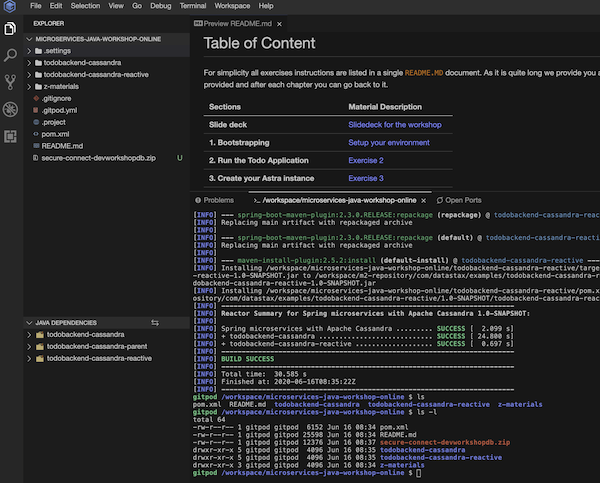 File Edit Selection View Go Debug Terminal Workspace Help
EXPLORER
MICROSERVICES-JAVA-WORKSHOP-ONLINE
.settings
todobackend-cassandra
todobackend-cassandra-reactive
z-materials
.gitignore
.gitpod.yml
.project
pom.xml
README.md
secure-connect-devworkshopdb.zip U
JAVA DEPENDENCIES
todobackend-cassandra
todobackend-cassandra-parent
todobackend-cassandra-reactive
Preview README.md ×
Table of Content
For simplicity all exercises instructions are listed in a single README.MD document. As it is quite long we provide you a
provided and after each chapter you can go back to it.
Sections Material Description
Slide deck Slidedeck for the workshop
1. Bootstrapping Setup your environment
2. Run the Todo Application Exercise 2
3. Create your Astra instance Exercise 3
Problems >_ /workspace/microservices-java-workshop-online × Open Ports
[INFO] --- spring-boot-maven-plugin:2.3.0.RELEASE:repackage (repackage) @ todobackend-cassandra-reac
[INFO] Replacing main artifact with repackaged archive
[INFO]
[INFO] --- spring-boot-maven-plugin:2.3.0.RELEASE:repackage (default) @ todobackend-cassandra-reacti
[INFO] Replacing main artifact with repackaged archive
[INFO]
[INFO] --- maven-install-plugin:2.5.2:install (default-install) @ todobackend-cassandra-reactive ---
[INFO] Installing /workspace/microservices-java-workshop-online/todobackend-cassandra-reactive/targe
-reactive-1.0-SNAPSHOT.jar to /workspace/m2-repository/com/datastax/examples/todobackend-cassandra-r
dobackend-cassandra-reactive-1.0-SNAPSHOT.jar
[INFO] Installing /workspace/microservices-java-workshop-online/todobackend-cassandra-reactive/pom.x
ository/com/datastax/examples/todobackend-cassandra-reactive/1.0-SNAPSHOT/todobackend-cassandra-reac
[INFO] ------------------------------------------------------------------------
[INFO] Reactor Summary for Spring microservices with Apache Cassandra 1.0-SNAPSHOT:
[INFO]
[INFO] Spring microservices with Apache Cassandra ......... SUCCESS [ 2.099 s]
[INFO] + todobackend-cassandra ............................ SUCCESS [ 24.800 s]
[INFO] + todobackend-cassandra-reactive ................... SUCCESS [ 0.697 s]
[INFO] ------------------------------------------------------------------------
[INFO] BUILD SUCCESS
[INFO] ------------------------------------------------------------------------
[INFO] Total time: 30.585 s
[INFO] Finished at: 2020-06-16T08:35:22Z
[INFO] ------------------------------------------------------------------------
gitpod /workspace/microservices-java-workshop-online $ ls
pom.xml README.md todobackend-cassandra todobackend-cassandra-reactive z-materials
gitpod /workspace/microservices-java-workshop-online $ ls -l
total 64
-rw-r--r-- 1 gitpod gitpod 6152 Jun 16 08:34 pom.xml
-rw-r--r-- 1 gitpod gitpod 25598 Jun 16 08:34 README.md
-rw-r--r-- 1 gitpod gitpod 12376 Jun 16 08:37 secure-connect-devworkshopdb.zip
drwxr-xr-x 5 gitpod gitpod 4096 Jun 16 08:35 todobackend-cassandra
drwxr-xr-x 5 gitpod gitpod 4096 Jun 16 08:35 todobackend-cassandra-reactive
drwxr-xr-x 3 gitpod gitpod 4096 Jun 16 08:34 z-materials
gitpod /workspace/microservices-java-workshop-online $